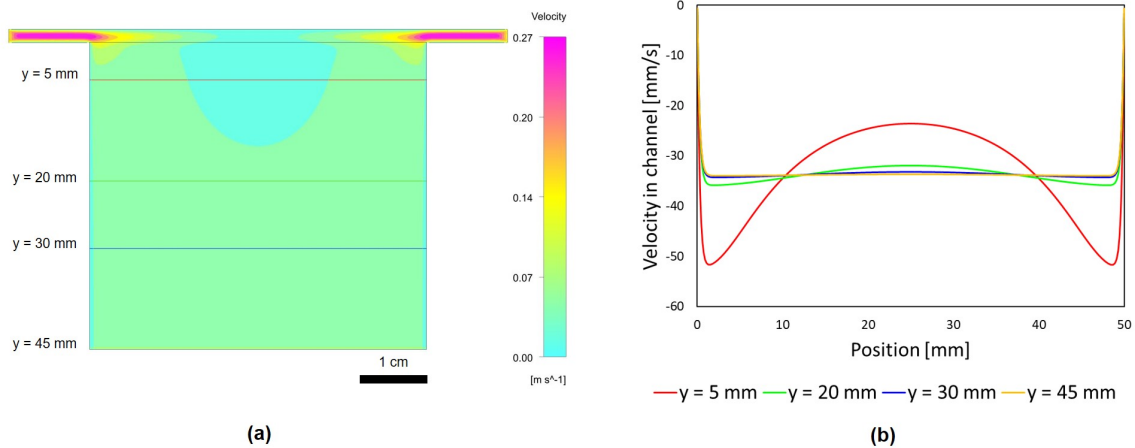 Velocity
0.27
0.20
0.14
0.07
0.00
[m s^-1]
y = 5 mm
y = 20 mm
y = 30 mm
y = 45 mm
1 cm
(a)
Velocity in channel [mm/s]
0
-10
-20
-30
-40
-50
-60
0 10 20 30 40 50
Position [mm]
y = 5 mm y = 20 mm y = 30 mm y = 45 mm
(b)